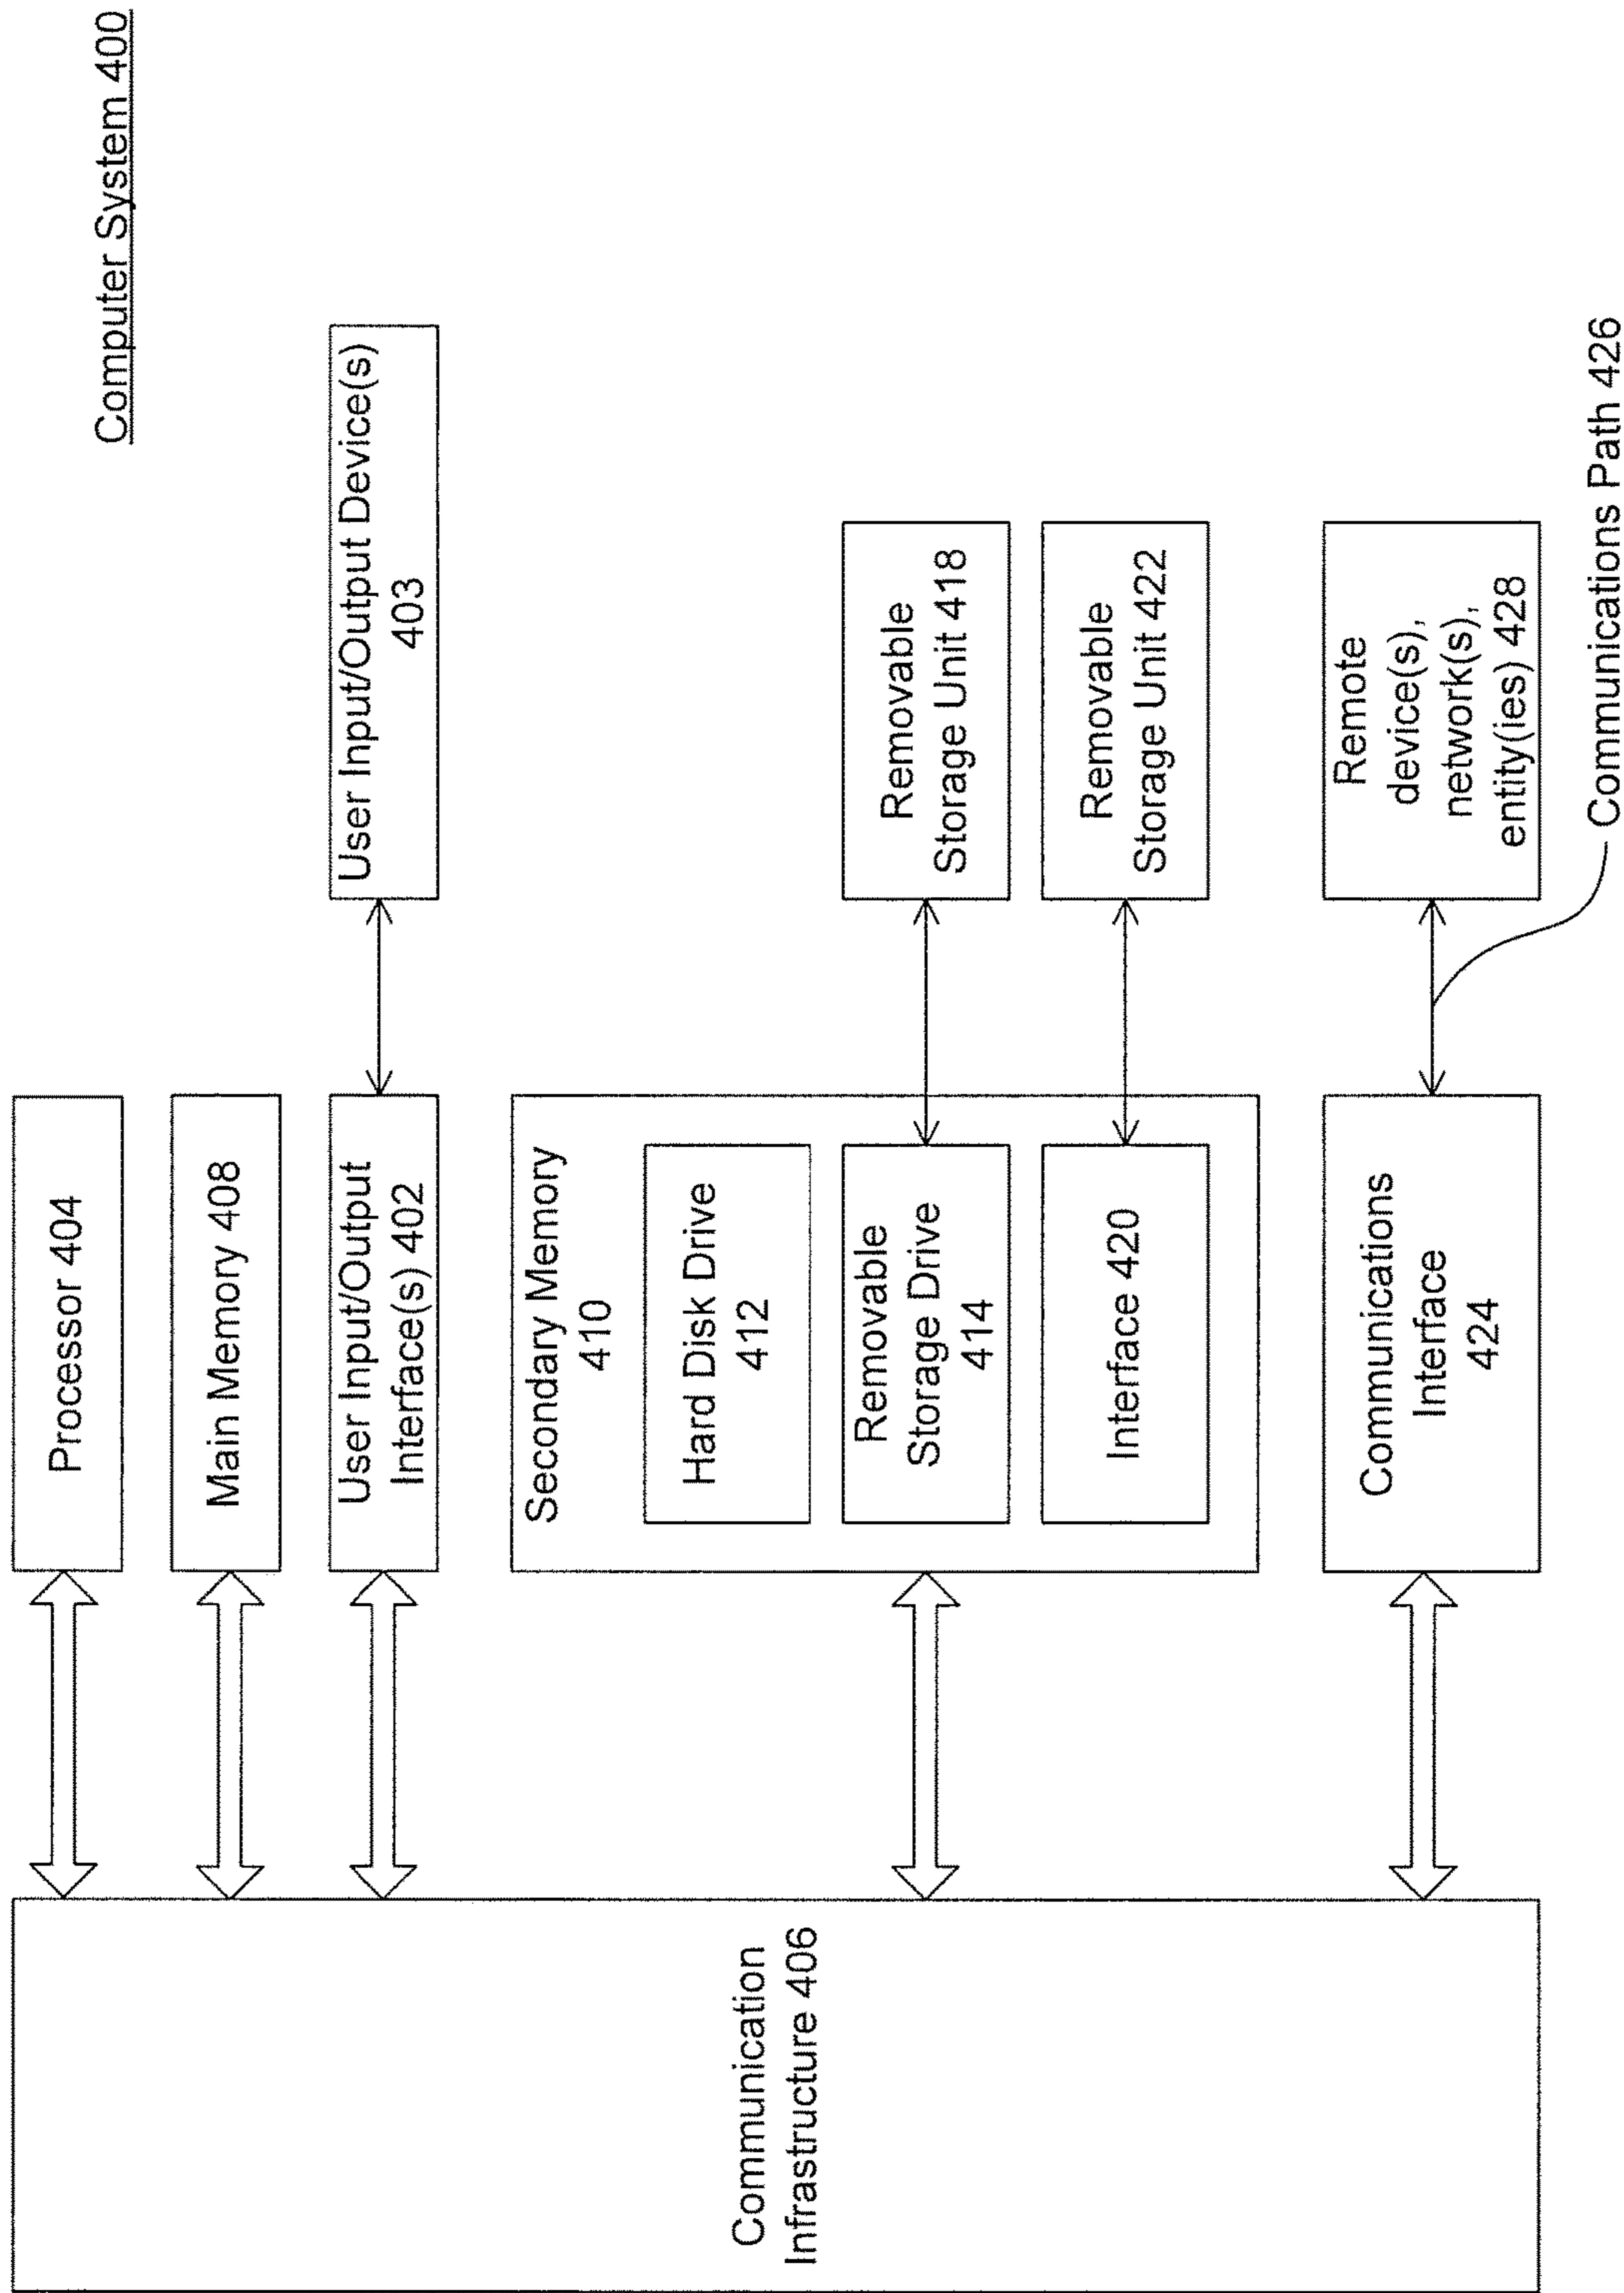 Computer System 400
Processor 404
Main Memory 408
User Input/Output
Interface(s) 402
User Input/Output Device(s)
403
Secondary Memory
410
Hard Disk Drive
412
Removable
Storage Drive
414
Removable
Storage Unit 418
Interface 420
Removable
Storage Unit 422
Communication
Infrastructure 406
Communications
Interface
424
Remote
device(s),
network(s),
entity(ies) 428
Communications Path 426